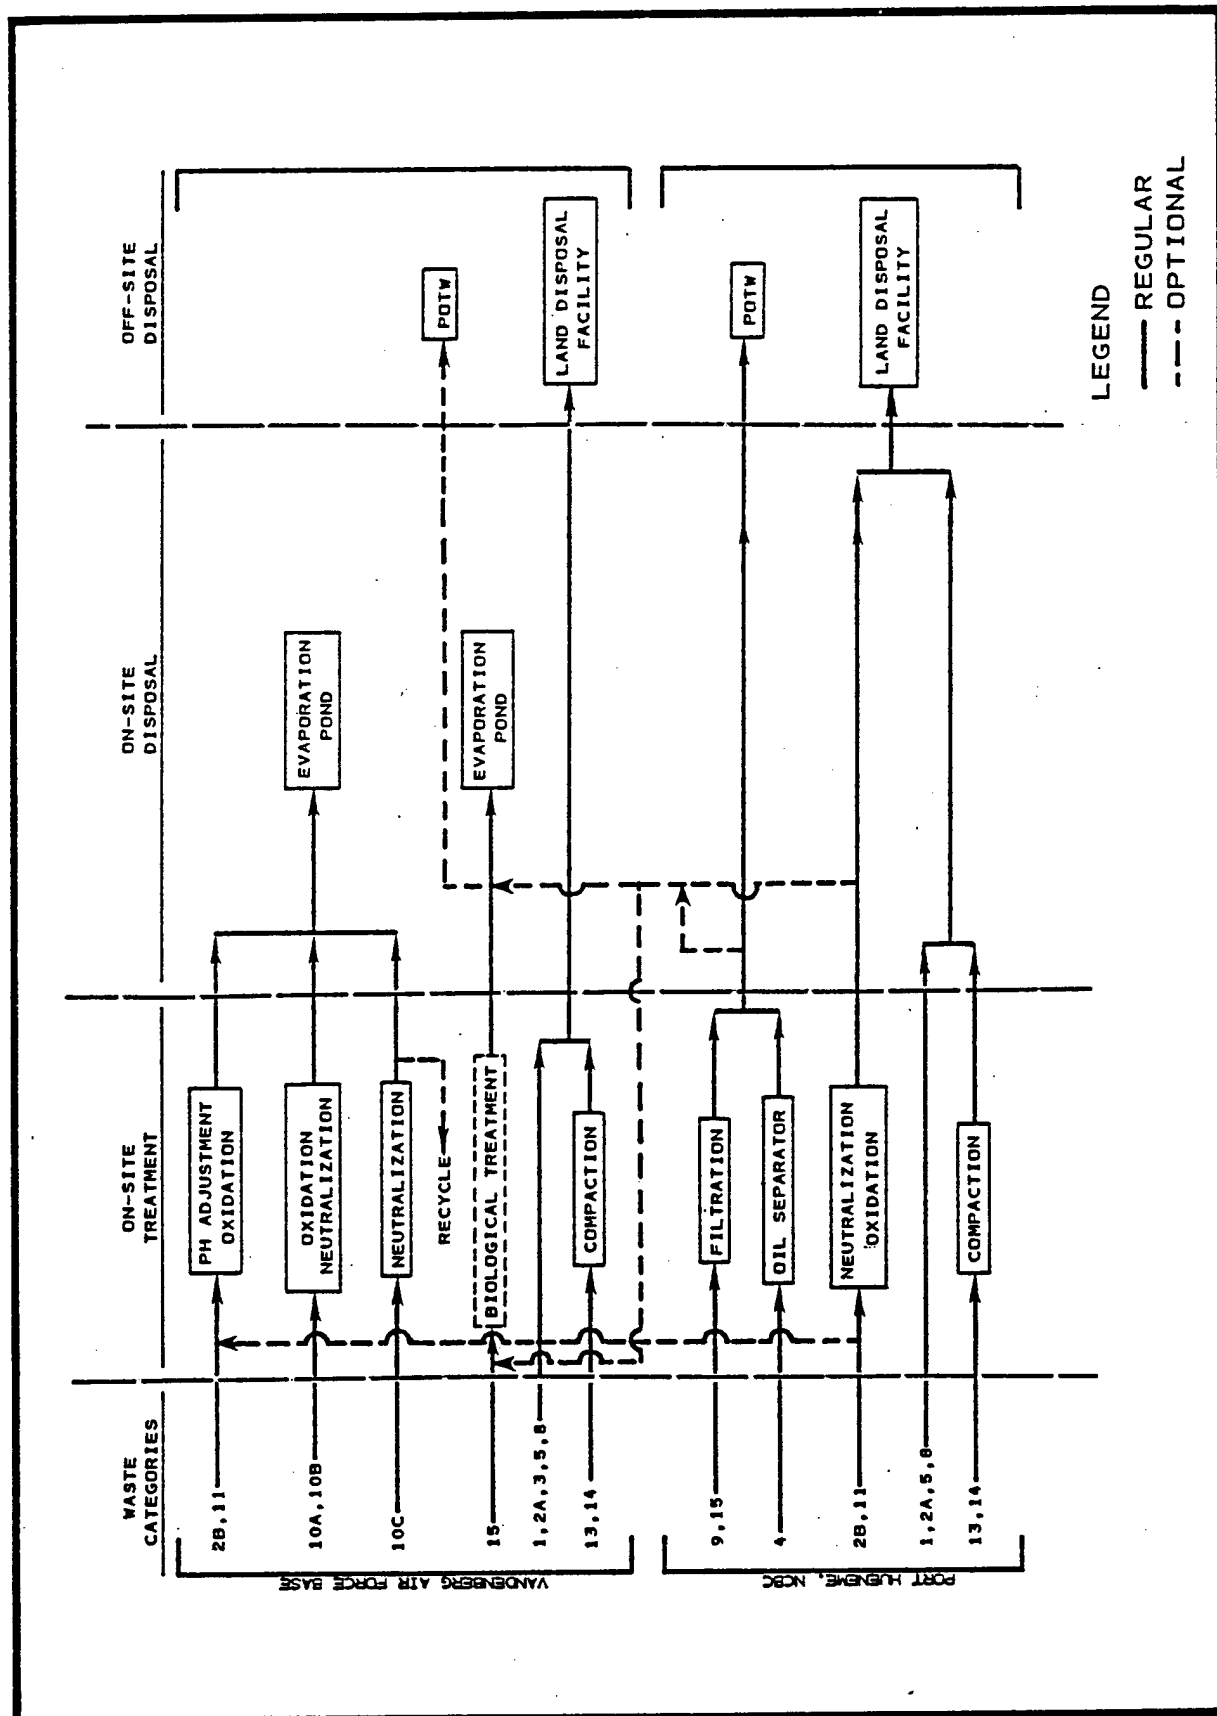 WASTE
CATEGORIES
ON-SITE
TREATMENT
ON-SITE
DISPOSAL
OFF-SITE
DISPOSAL
VANDENBERG AIR FORCE BASE
2B,11
PH ADJUSTMENT
OXIDATION
10A,10B
OXIDATION
NEUTRALIZATION
EVAPORATION
POND
10C
NEUTRALIZATION
RECYCLE
POTW
15
BIOLOGICAL TREATMENT
EVAPORATION
POND
1,2A,3,5,8
13,14
COMPACTION
LAND DISPOSAL
FACILITY
PORT HUENEME, NCBC
9,15
FILTRATION
POTW
4
OIL SEPARATOR
2B,11
NEUTRALIZATION
OXIDATION
LAND DISPOSAL
FACILITY
1,2A,5,8
13,14
COMPACTION
LEGEND
REGULAR
OPTIONAL